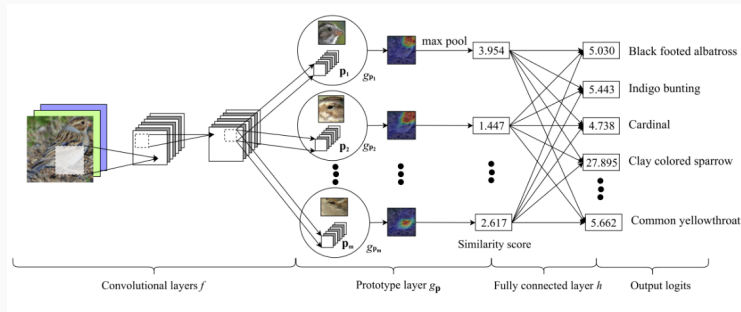 max pool
p₁
gₚ₁
3.954
5.030
Black footed albatross
5.443
Indigo bunting
p₂
gₚ₂
1.447
4.738
Cardinal
27.895
Clay colored sparrow
pₘ
gₚₘ
2.617
5.662
Common yellowthroat
Similarity score
Convolutional layers f
Prototype layer gₚ
Fully connected layer h
Output logits